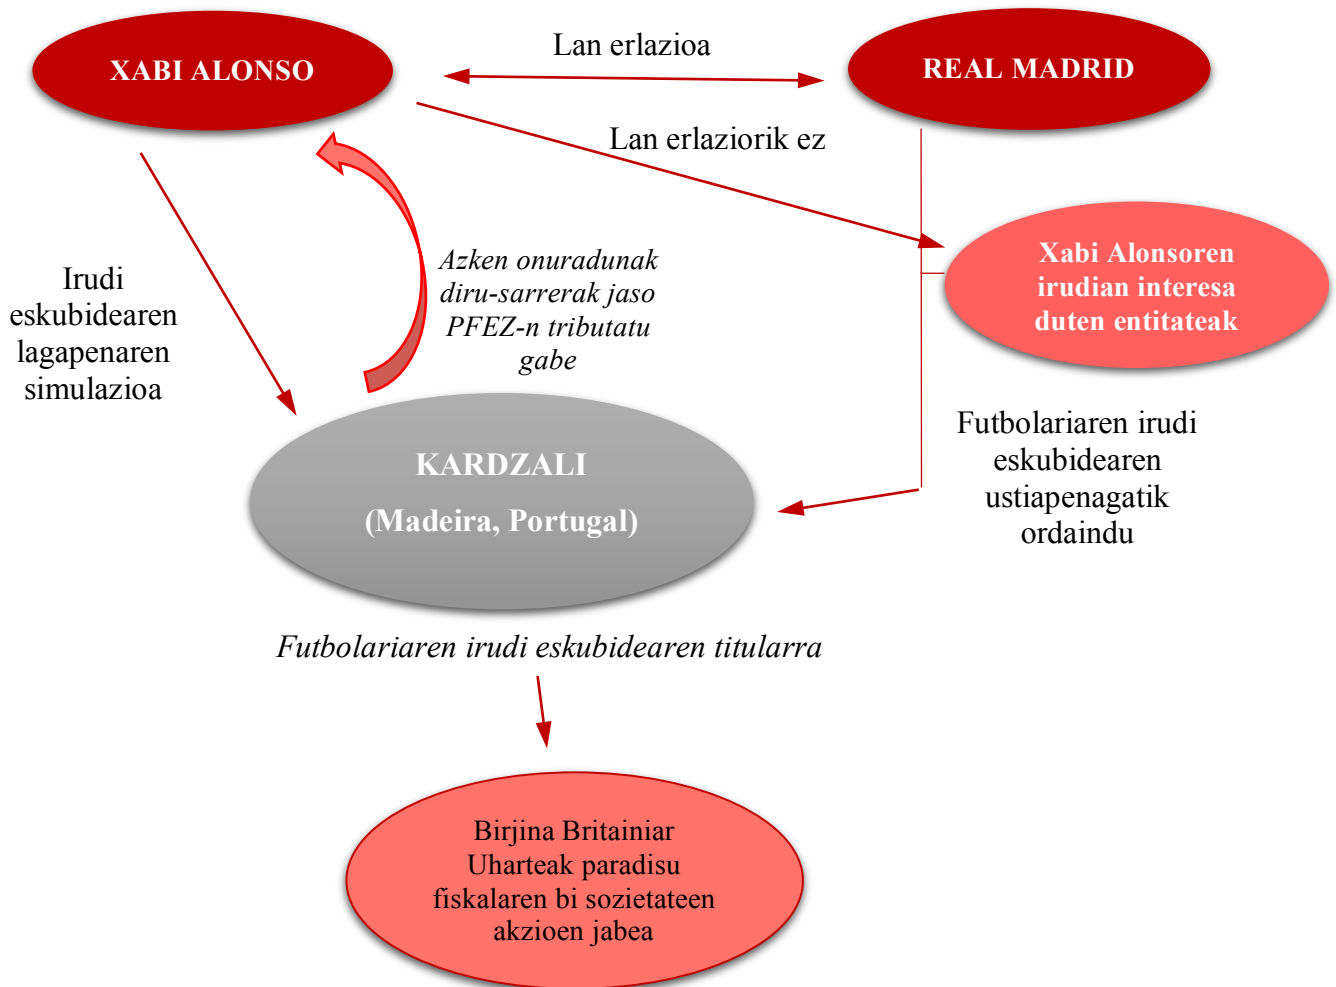 XABI ALONSO
Lan erlazioa
REAL MADRID
Lan erlaziorik ez
Irudi
eskubidearen
lagapenaren
simulazioa
Azken onuradunak
diru-sarrerak jaso
PFEZ-n tributatu
gabe
Xabi Alonsoren
irudian interesa
duten entitateak
KARDZALI
(Madeira, Portugal)
Futbolariaren irudi
eskubidearen
ustiapenagatik
ordaindu
Futbolariaren irudi eskubidearen titularra
Birjina Britainiar
Uharteak paradisu
fiskalaren bi sozietateen
akzioen jabea